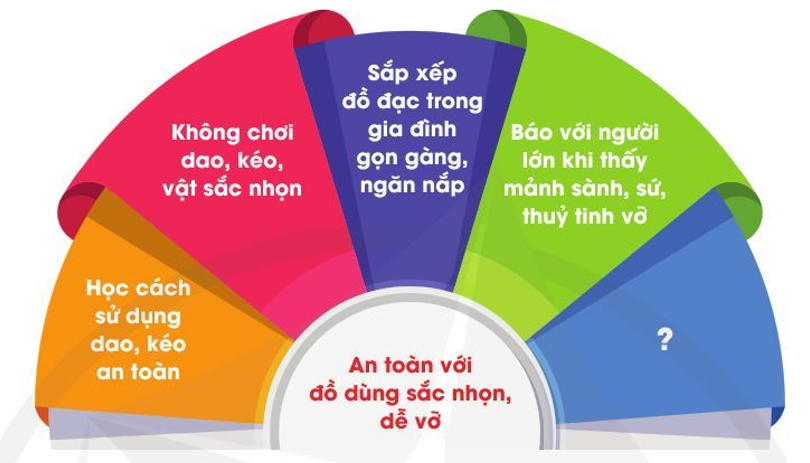 Học cách
sử dụng
dao, kéo
an toàn
Không chơi
dao, kéo,
vật sắc nhọn
Sắp xếp
đồ đạc trong
gia đình
gọn gàng,
ngăn nắp
Báo với người
lớn khi thấy
mảnh sành, sứ,
thuỷ tinh vỡ
?
An toàn với
đồ dùng sắc nhọn,
dễ vỡ